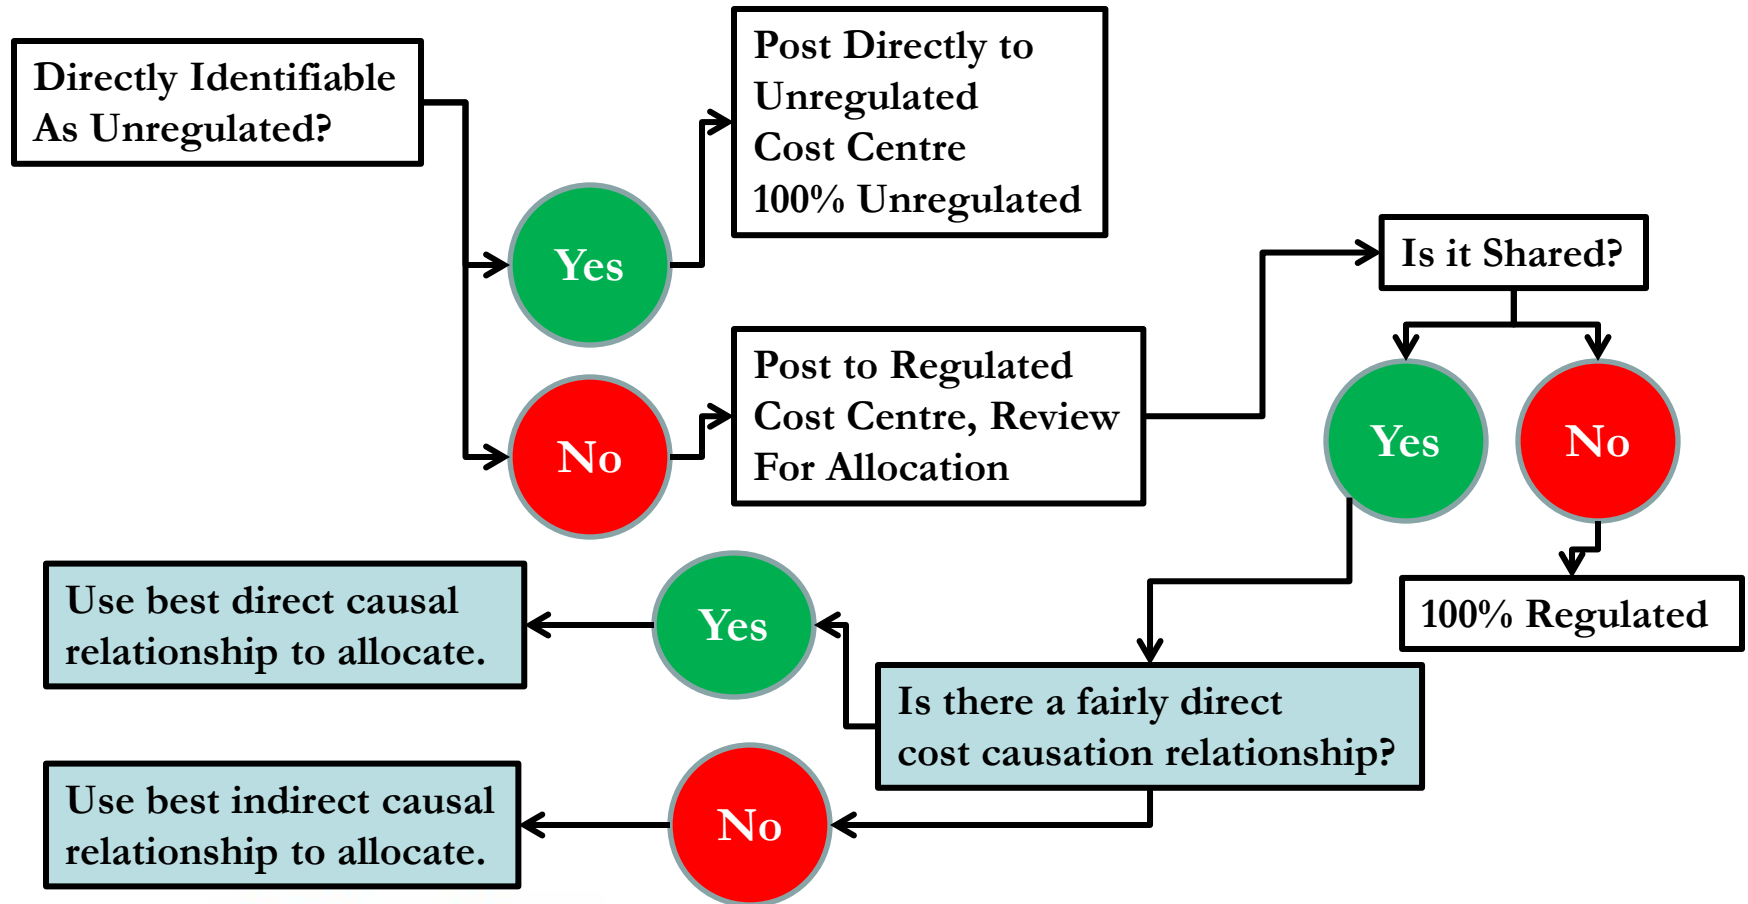 Directly Identifiable
As Unregulated?
Yes
Post Directly to
Unregulated
Cost Centre
100% Unregulated
No
Post to Regulated
Cost Centre, Review
For Allocation
Is it Shared?
Yes
No
100% Regulated
Is there a fairly direct
cost causation relationship?
Yes
Use best direct causal
relationship to allocate.
No
Use best indirect causal
relationship to allocate.